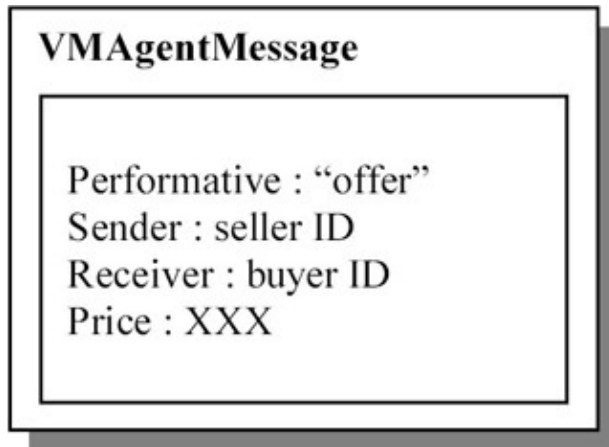 VMAgentMessage
Performative : “offer”
Sender : seller ID
Receiver : buyer ID
Price : XXX